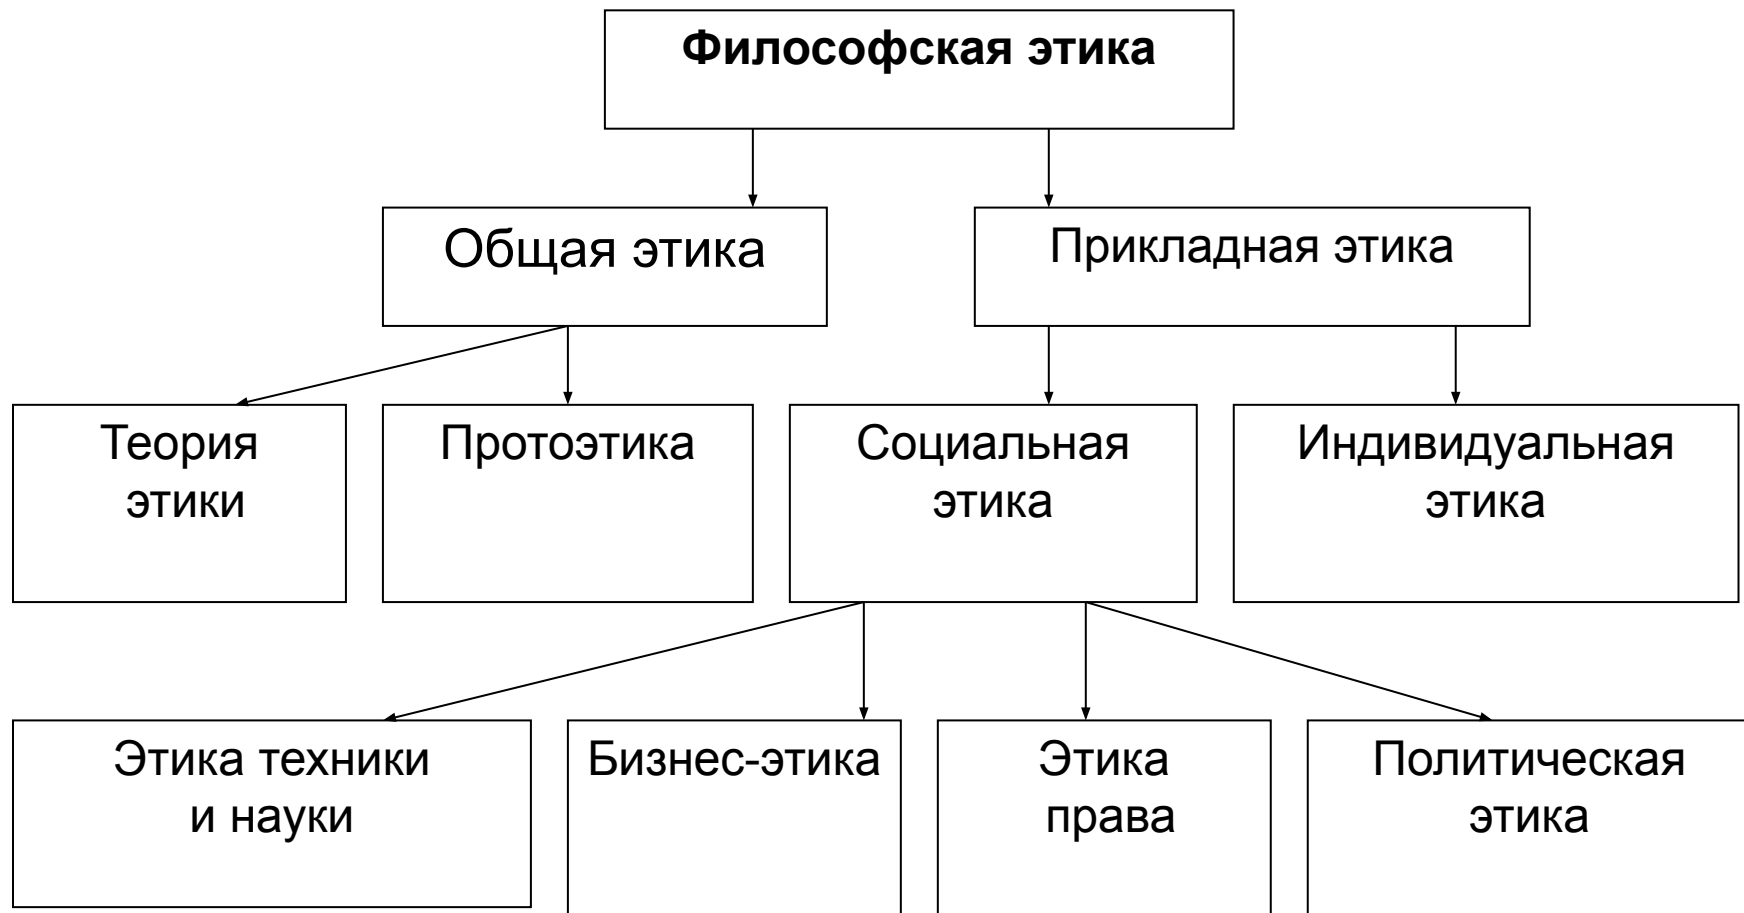 Философская этика
Общая этика
Прикладная этика
Теория
этики
Протоэтика
Социальная
этика
Индивидуальная
этика
Этика техники
и науки
Бизнес-этика
Этика
права
Политическая
этика